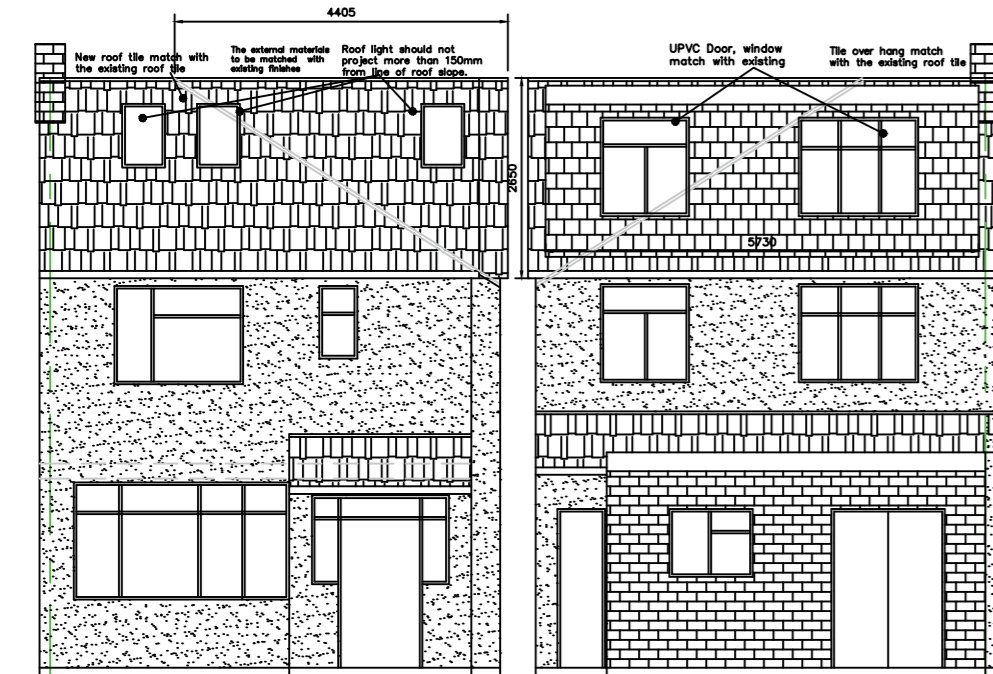 4405
New roof tile match with
the existing roof tile
The external materials
to be matched with
existing finishes
Roof light should not
project more than 150mm
from line of roof slope.
UPVC Door, window
match with existing
Tile over hang match
with the existing roof tile
2650
5730